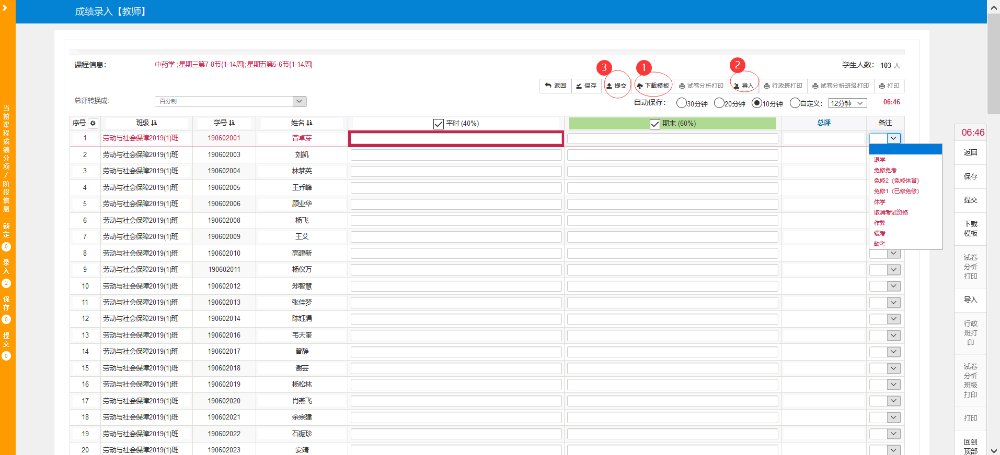 成绩录入【教师】
0%
课程信息：
中药学 ;星期三第7-8节{1-14周};星期五第5-6节{1-14周}
学生人数： 103 人
3 1 2
返回 保存 提交 下载模板 试卷分析打印 导入 行政班打印 试卷分析班级打印 打印
总评转换成：
百分制
自动保存： 30分钟 20分钟 10分钟 自定义： 12分钟 06:46
序号 班级 学号 姓名 平时 (40%) 期末 (60%) 总评 备注
1 劳动与社会保障2019(1)班 190602001 曾卓芽
2 劳动与社会保障2019(1)班 190602003 刘凯
3 劳动与社会保障2019(1)班 190602004 林梦英
4 劳动与社会保障2019(1)班 190602005 王乔峰
5 劳动与社会保障2019(1)班 190602006 顾业华
6 劳动与社会保障2019(1)班 190602008 杨飞
7 劳动与社会保障2019(1)班 190602009 王艾
8 劳动与社会保障2019(1)班 190602010 高建新
9 劳动与社会保障2019(1)班 190602011 杨仪万
10 劳动与社会保障2019(1)班 190602012 郑智慧
11 劳动与社会保障2019(1)班 190602013 张佳梦
12 劳动与社会保障2019(1)班 190602014 陈钰涓
13 劳动与社会保障2019(1)班 190602016 韦天奎
14 劳动与社会保障2019(1)班 190602017 曾静
15 劳动与社会保障2019(1)班 190602018 谢芸
16 劳动与社会保障2019(1)班 190602019 杨松林
17 劳动与社会保障2019(1)班 190602020 肖燕飞
18 劳动与社会保障2019(1)班 190602021 余宗建
19 劳动与社会保障2019(1)班 190602022 石振珍
20 劳动与社会保障2019(1)班 190602023 安靖
退学
免修免考
免修2（免修体育）
免修1（已修免修）
休学
取消考试资格
作弊
缓考
缺考
当前课程成绩分项/阶段信息
锁定
0
录入
2
保存
0
提交
0
06:46
返回
保存
提交
下载
模板
试卷
分析
打印
导入
行政
班打
印
试卷
分析
班级
打印
打印
回到
顶部